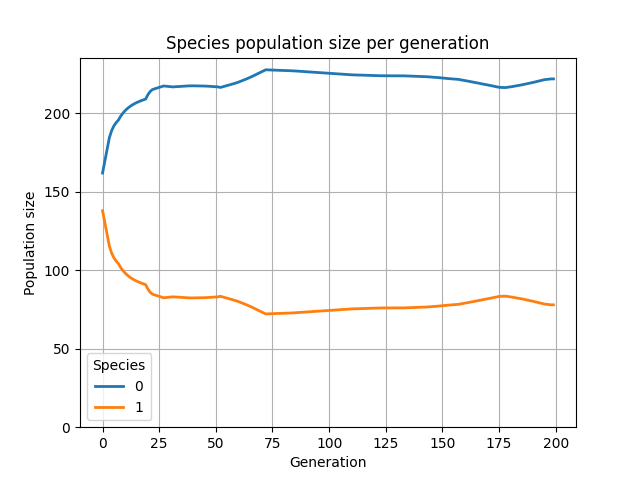 Species population size per generation
Population size
200
150
100
50
0
Species
0
1
0 25 50 75 100 125 150 175 200
Generation